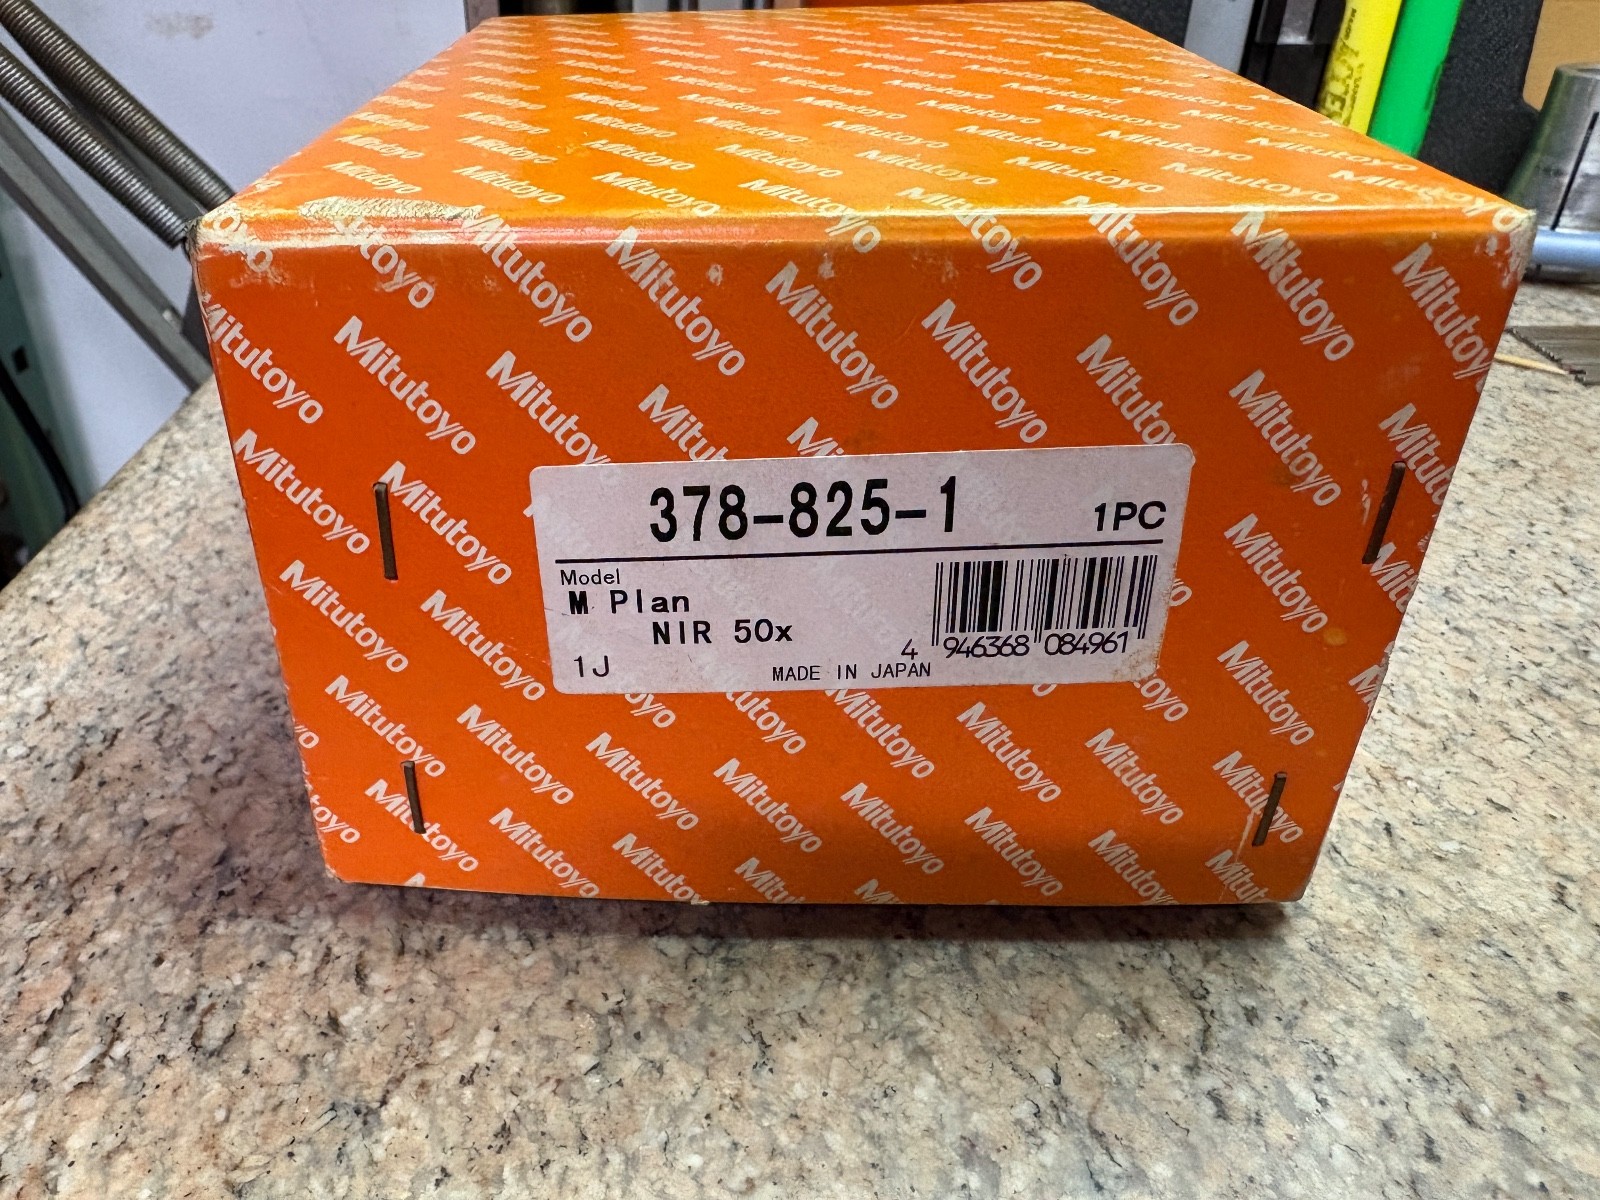 Mitutoyo
378-825-1
1PC
Model
M Plan
NIR 50x
1J
MADE IN JAPAN
4 946368 084961